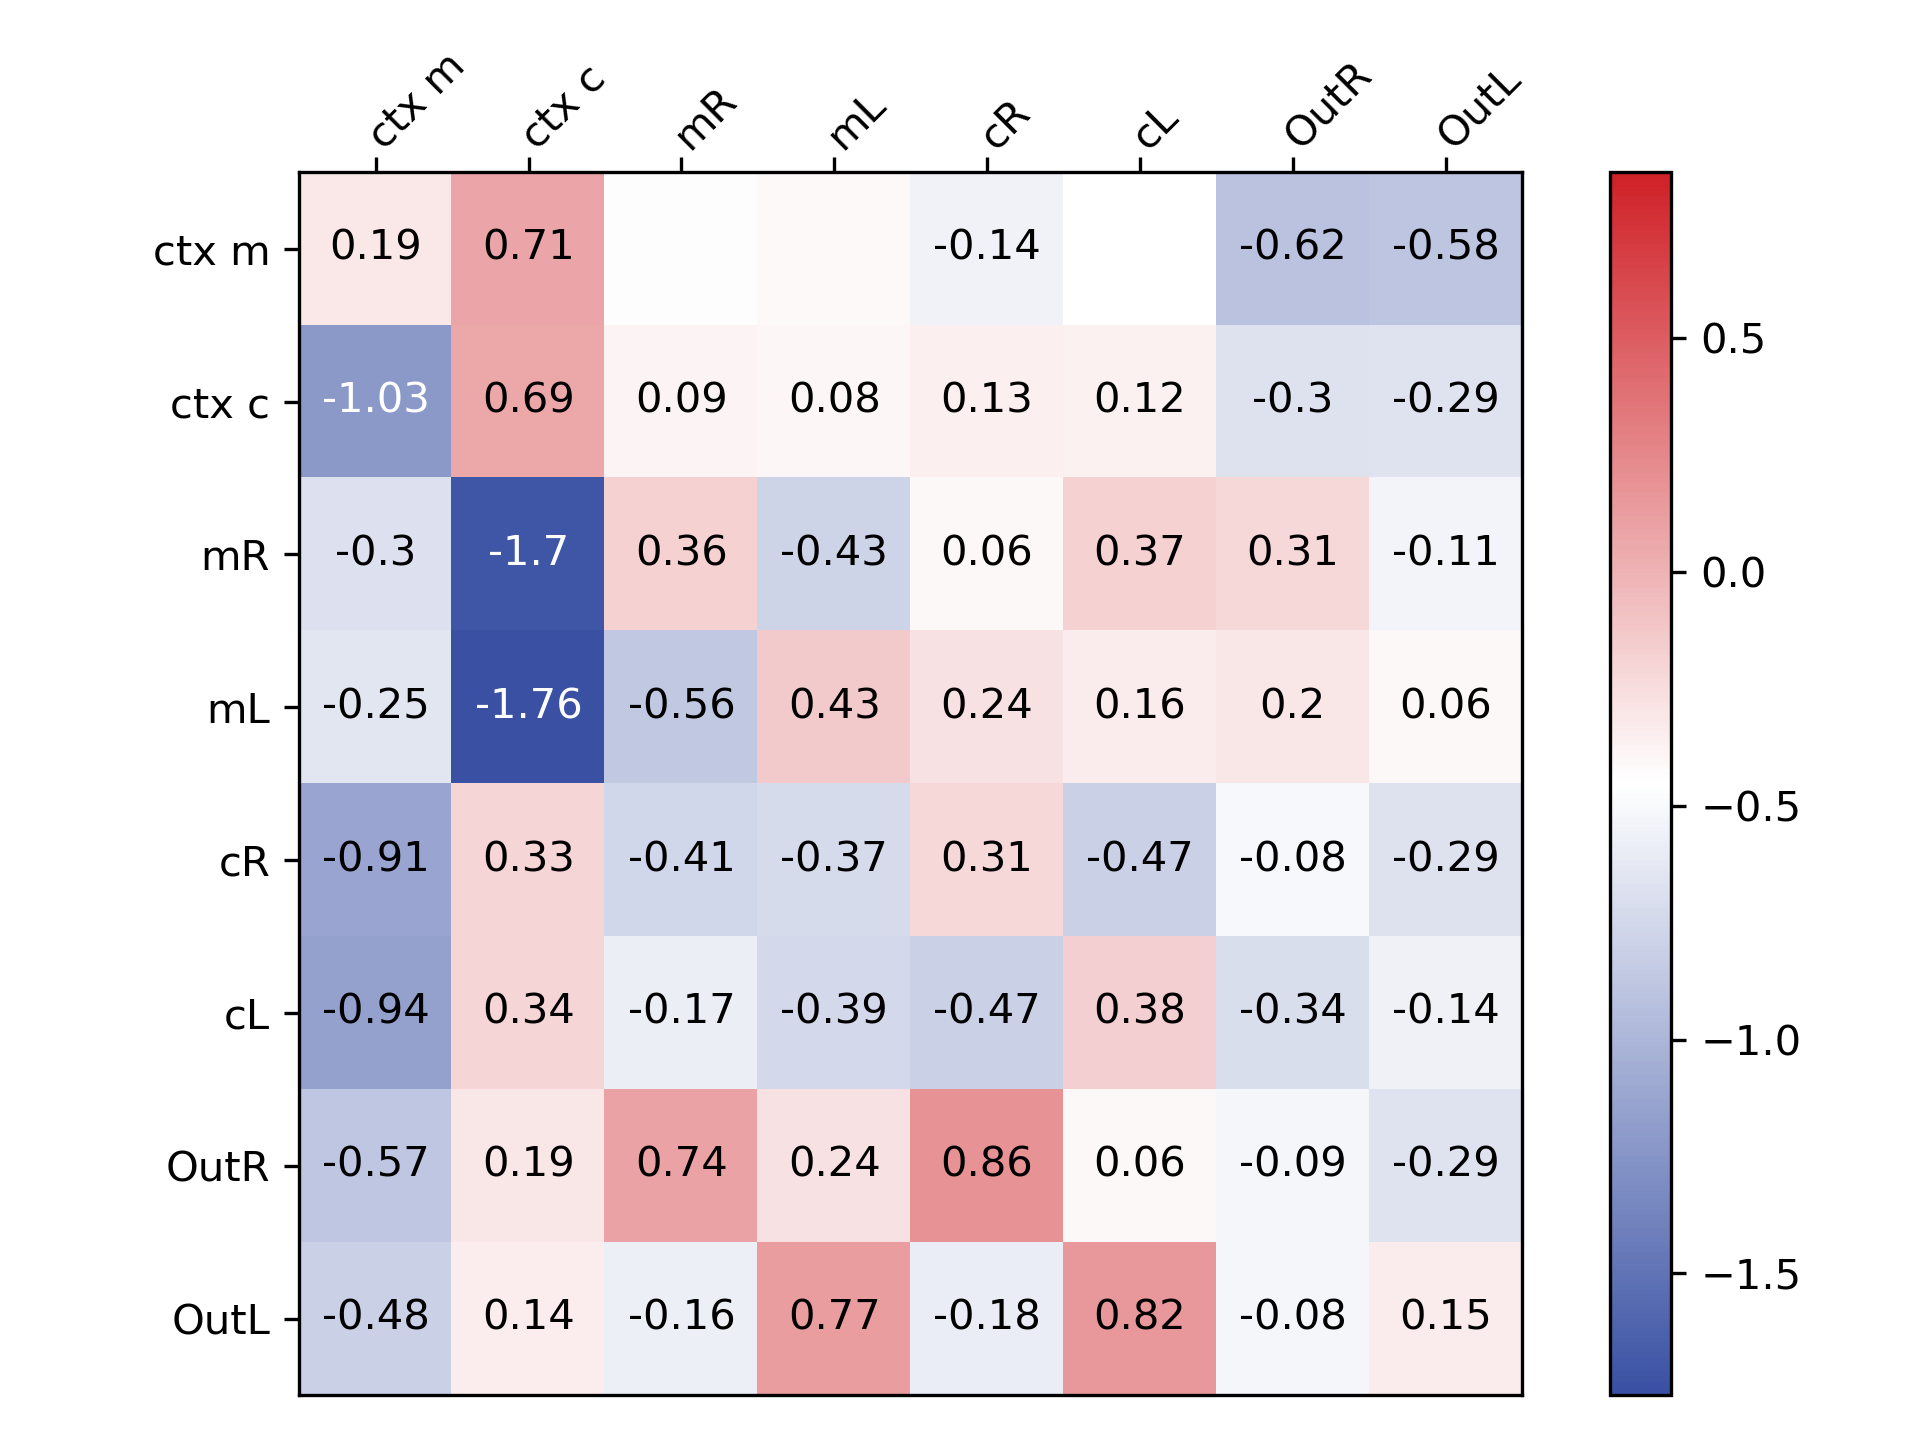 ctx m ctx c mR mL cR cL OutR OutL
ctx m 0.19 0.71 -0.14 -0.62 -0.58
ctx c -1.03 0.69 0.09 0.08 0.13 0.12 -0.3 -0.29
mR -0.3 -1.7 0.36 -0.43 0.06 0.37 0.31 -0.11
mL -0.25 -1.76 -0.56 0.43 0.24 0.16 0.2 0.06
cR -0.91 0.33 -0.41 -0.37 0.31 -0.47 -0.08 -0.29
cL -0.94 0.34 -0.17 -0.39 -0.47 0.38 -0.34 -0.14
OutR -0.57 0.19 0.74 0.24 0.86 0.06 -0.09 -0.29
OutL -0.48 0.14 -0.16 0.77 -0.18 0.82 -0.08 0.15
0.5
0.0
−0.5
−1.0
−1.5